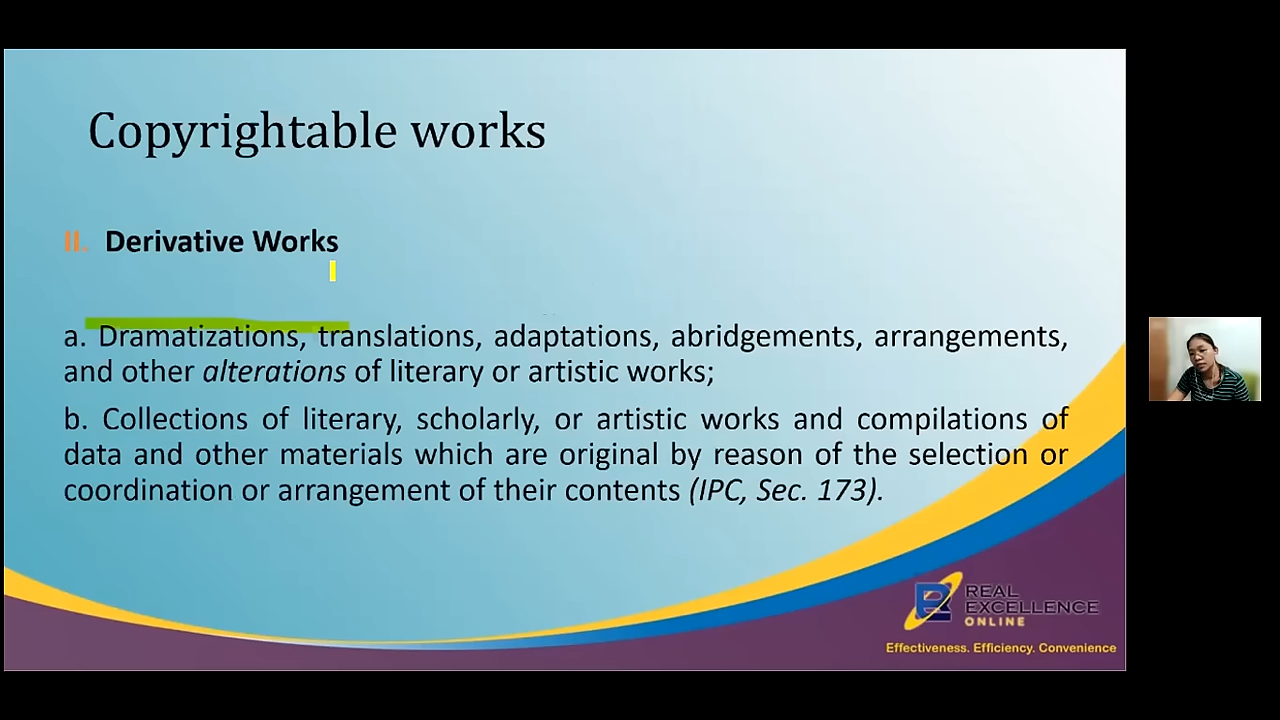 Copyrightable works
II. Derivative Works
a. Dramatizations, translations, adaptations, abridgements, arrangements,
and other alterations of literary or artistic works;
b. Collections of literary, scholarly, or artistic works and compilations of
data and other materials which are original by reason of the selection or
coordination or arrangement of their contents (IPC, Sec. 173).
REAL
EXCELLENCE
ONLINE
Effectiveness. Efficiency. Convenience